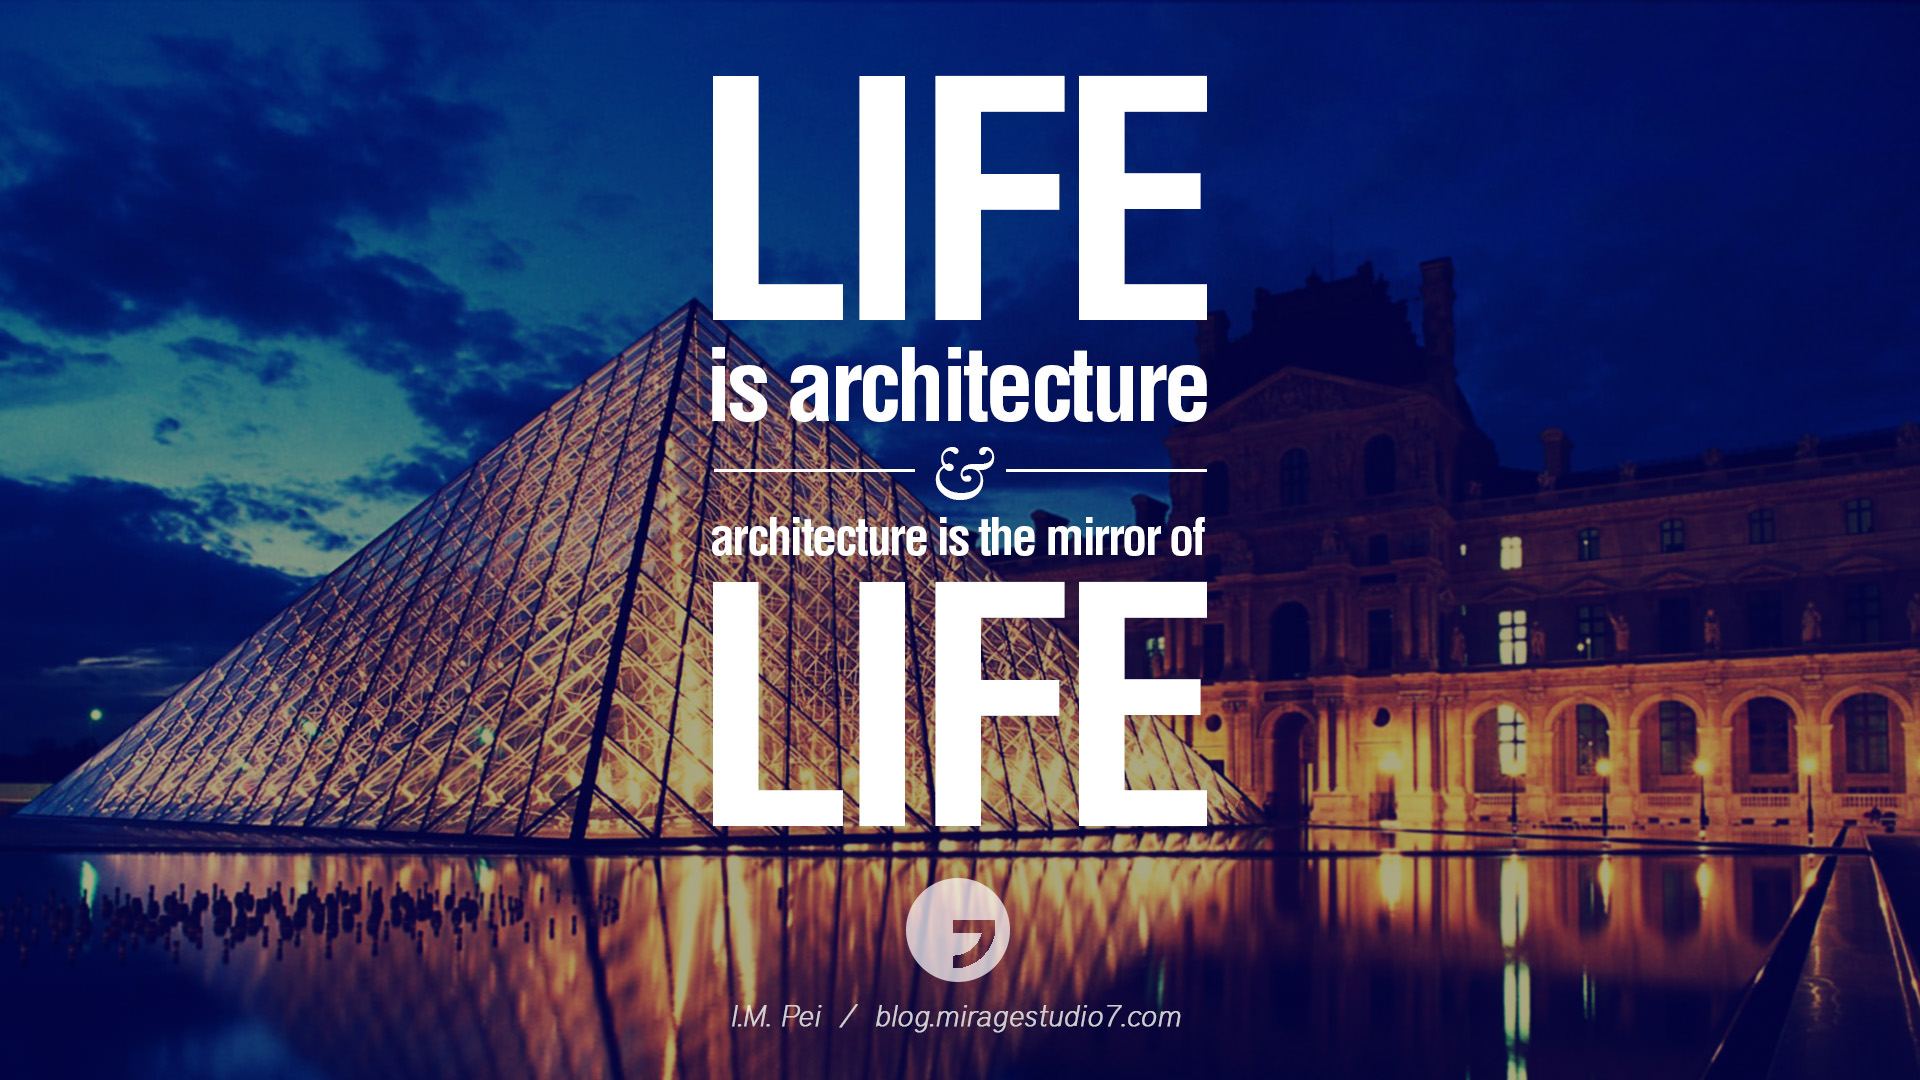 LIFE
is architecture
&
architecture is the mirror of
LIFE
I.M. Pei / blog.miragestudio7.com